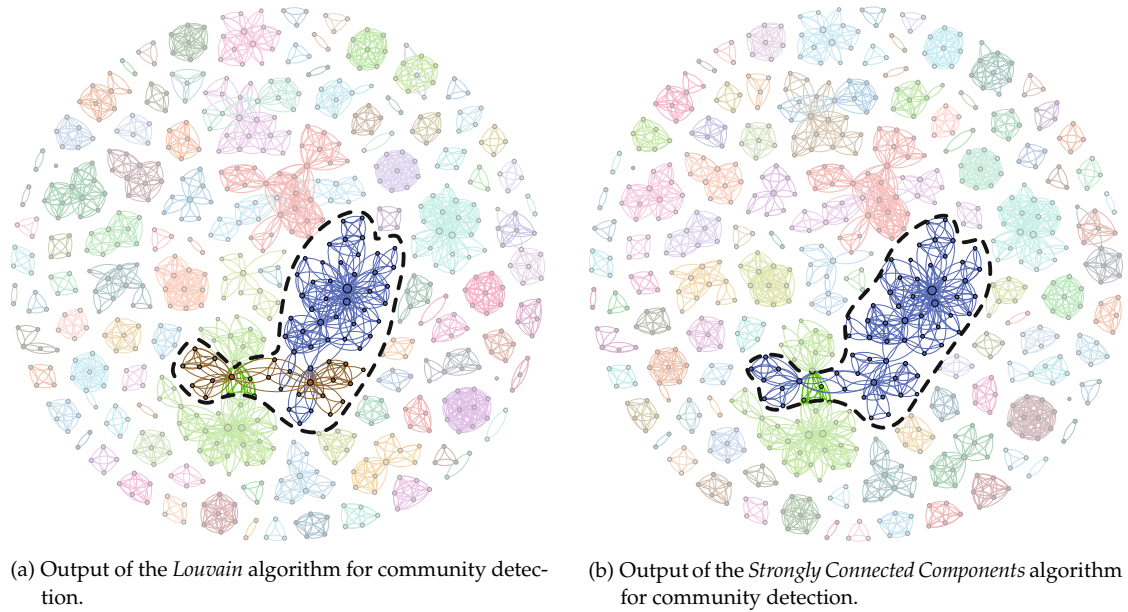 (a) Output of the Louvain algorithm for community detec-
tion.
(b) Output of the Strongly Connected Components algorithm
for community detection.